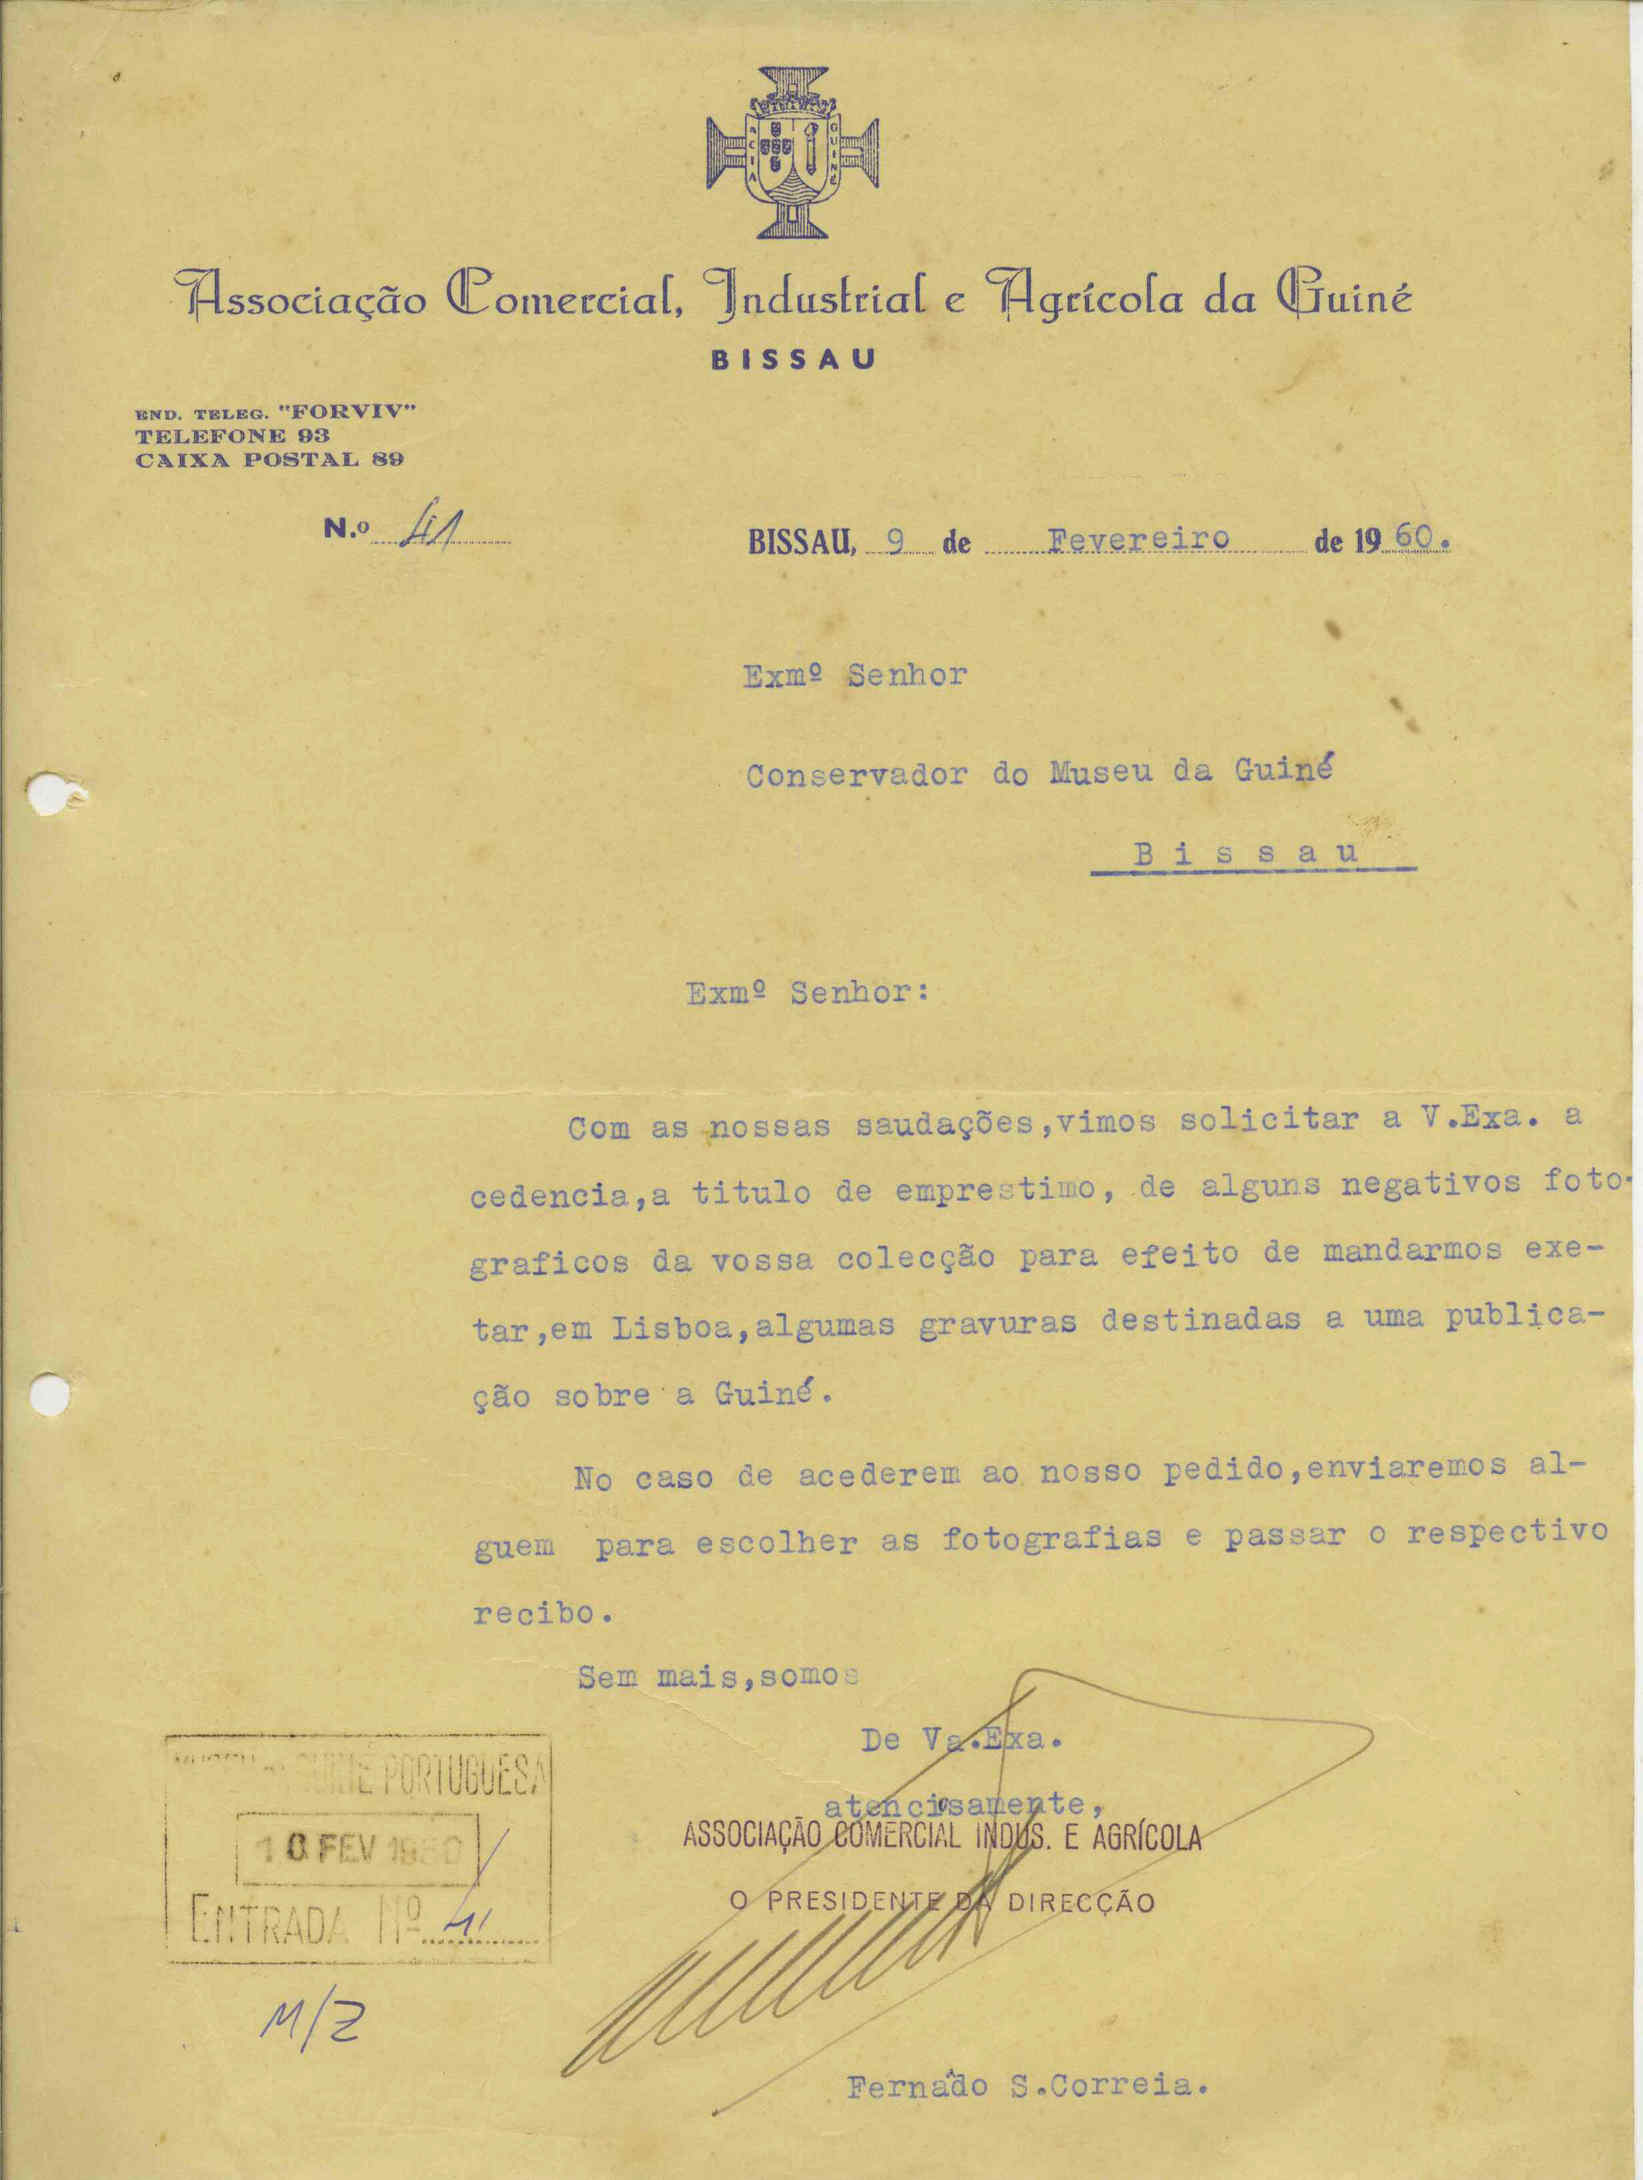 ACIA GUINÉ
Associação Comercial, Industrial e Agrícola da Guiné
BISSAU
END. TELEG. "FORVIV"
TELEFONE 93
CAIXA POSTAL 89
N.º 41
BISSAU, 9 de Fevereiro de 1960.
Exmº Senhor
Conservador do Museu da Guiné
Bissau
Exmº Senhor:
Com as nossas saudações,vimos solicitar a V.Exa. a
cedencia,a titulo de emprestimo, de alguns negativos foto-
graficos da vossa colecção para efeito de mandarmos exe-
tar,em Lisboa,algumas gravuras destinadas a uma publica-
ção sobre a Guiné.
No caso de acederem ao nosso pedido,enviaremos al-
guem para escolher as fotografias e passar o respectivo
recibo.
Sem mais,somos
De Va.Exa.
atenciosamente,
ASSOCIAÇÃO COMERCIAL INDUS. E AGRÍCOLA
O PRESIDENTE DA DIRECÇÃO
GUINÉ PORTUGUESA
10 FEV 1960
ENTRADA Nº
M/Z
Fernado S.Correia.